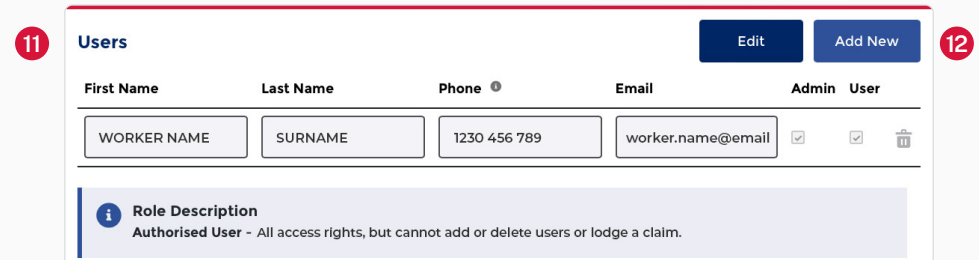 11 Users Edit Add New 12
First Name Last Name Phone Email Admin User
WORKER NAME SURNAME 1230 456 789 worker.name@email
Role Description
Authorised User - All access rights, but cannot add or delete users or lodge a claim.